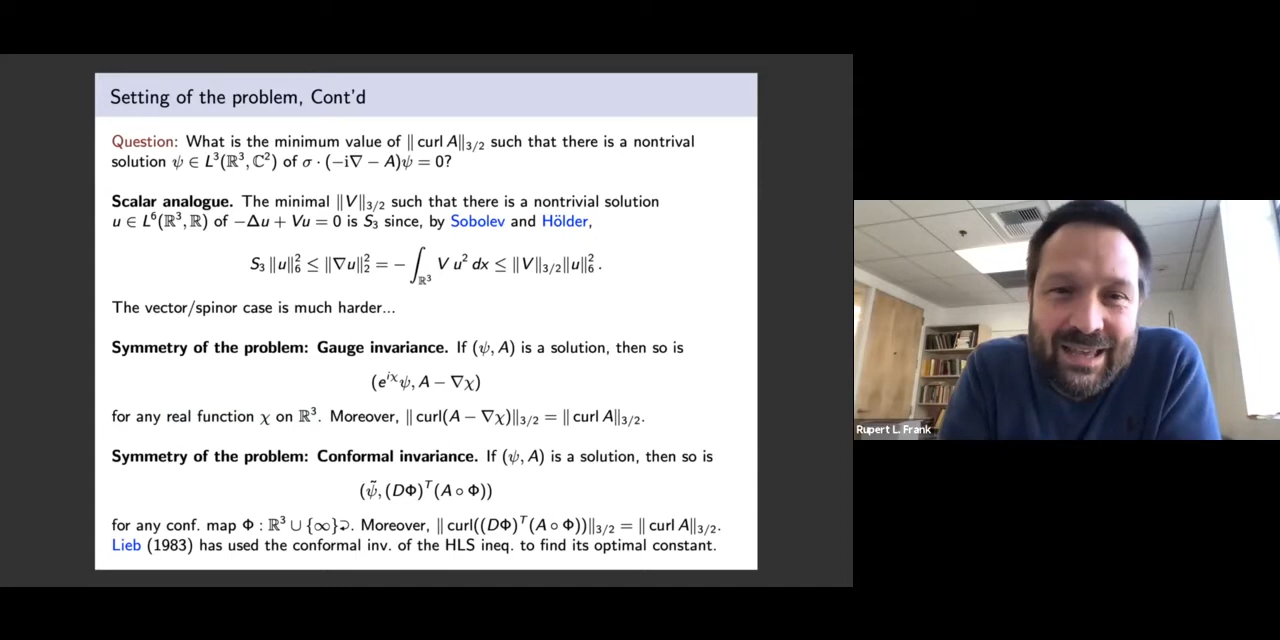 Setting of the problem, Cont'd
Question: What is the minimum value of ‖ curl A‖₃/₂ such that there is a nontrival
solution ψ ∈ L³(ℝ³, ℂ²) of σ · (−i∇ − A)ψ = 0?
Scalar analogue. The minimal ‖V‖₃/₂ such that there is a nontrivial solution
u ∈ L⁶(ℝ³, ℝ) of −Δu + Vu = 0 is S₃ since, by Sobolev and Hölder,
S₃ ‖u‖₆² ≤ ‖∇u‖₂² = − ∫_ℝ³ V u² dx ≤ ‖V‖₃/₂‖u‖₆² .
The vector/spinor case is much harder...
Symmetry of the problem: Gauge invariance. If (ψ, A) is a solution, then so is
(e^{iχ}ψ, A − ∇χ)
for any real function χ on ℝ³. Moreover, ‖ curl(A − ∇χ)‖₃/₂ = ‖ curl A‖₃/₂.
Symmetry of the problem: Conformal invariance. If (ψ, A) is a solution, then so is
(ψ̃, (DΦ)ᵀ(A ∘ Φ))
for any conf. map Φ : ℝ³ ∪ {∞}⊋. Moreover, ‖ curl((DΦ)ᵀ(A ∘ Φ))‖₃/₂ = ‖ curl A‖₃/₂.
Lieb (1983) has used the conformal inv. of the HLS ineq. to find its optimal constant.
Rupert L. Frank